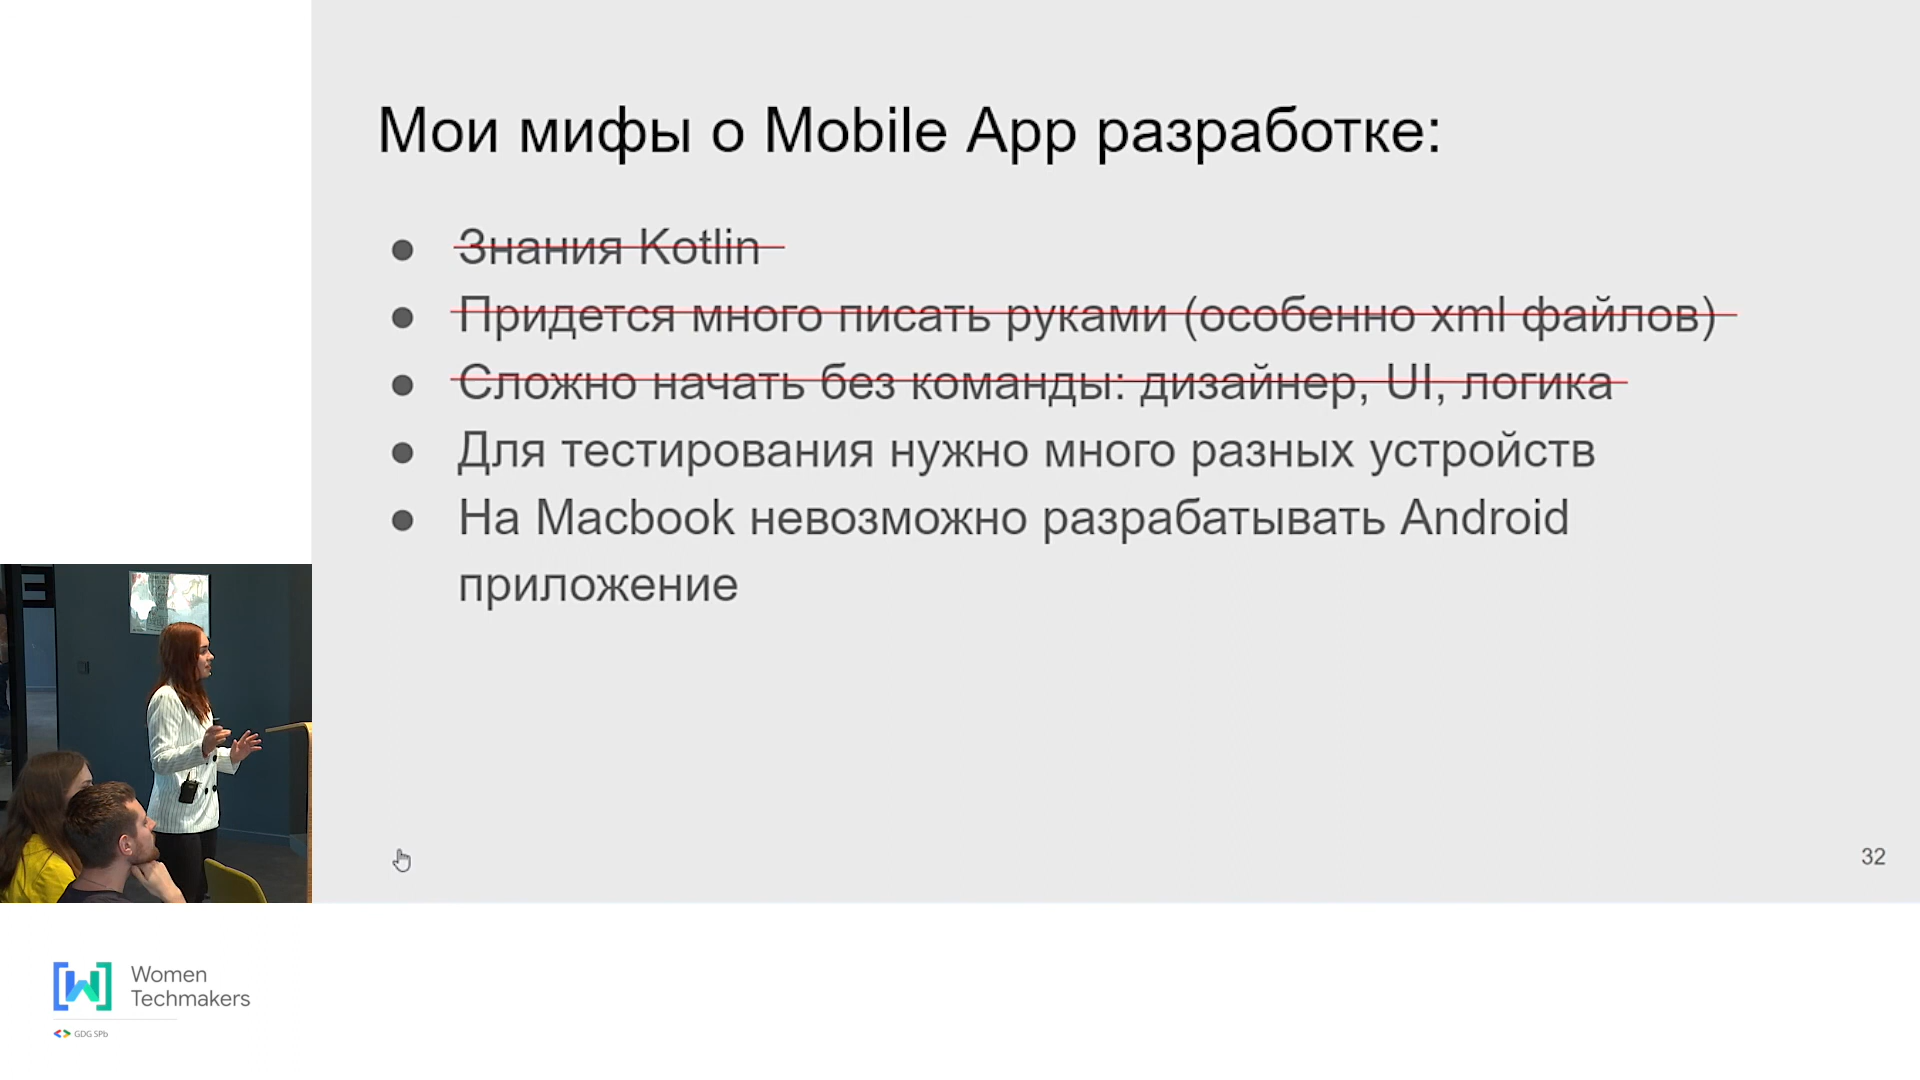 Мои мифы о Mobile App разработке:
● Знания Kotlin
● Придется много писать руками (особенно xml файлов)
● Сложно начать без команды: дизайнер, UI, логика
● Для тестирования нужно много разных устройств
● На Macbook невозможно разрабатывать Android
приложение
32
Women
Techmakers
GDG SPb